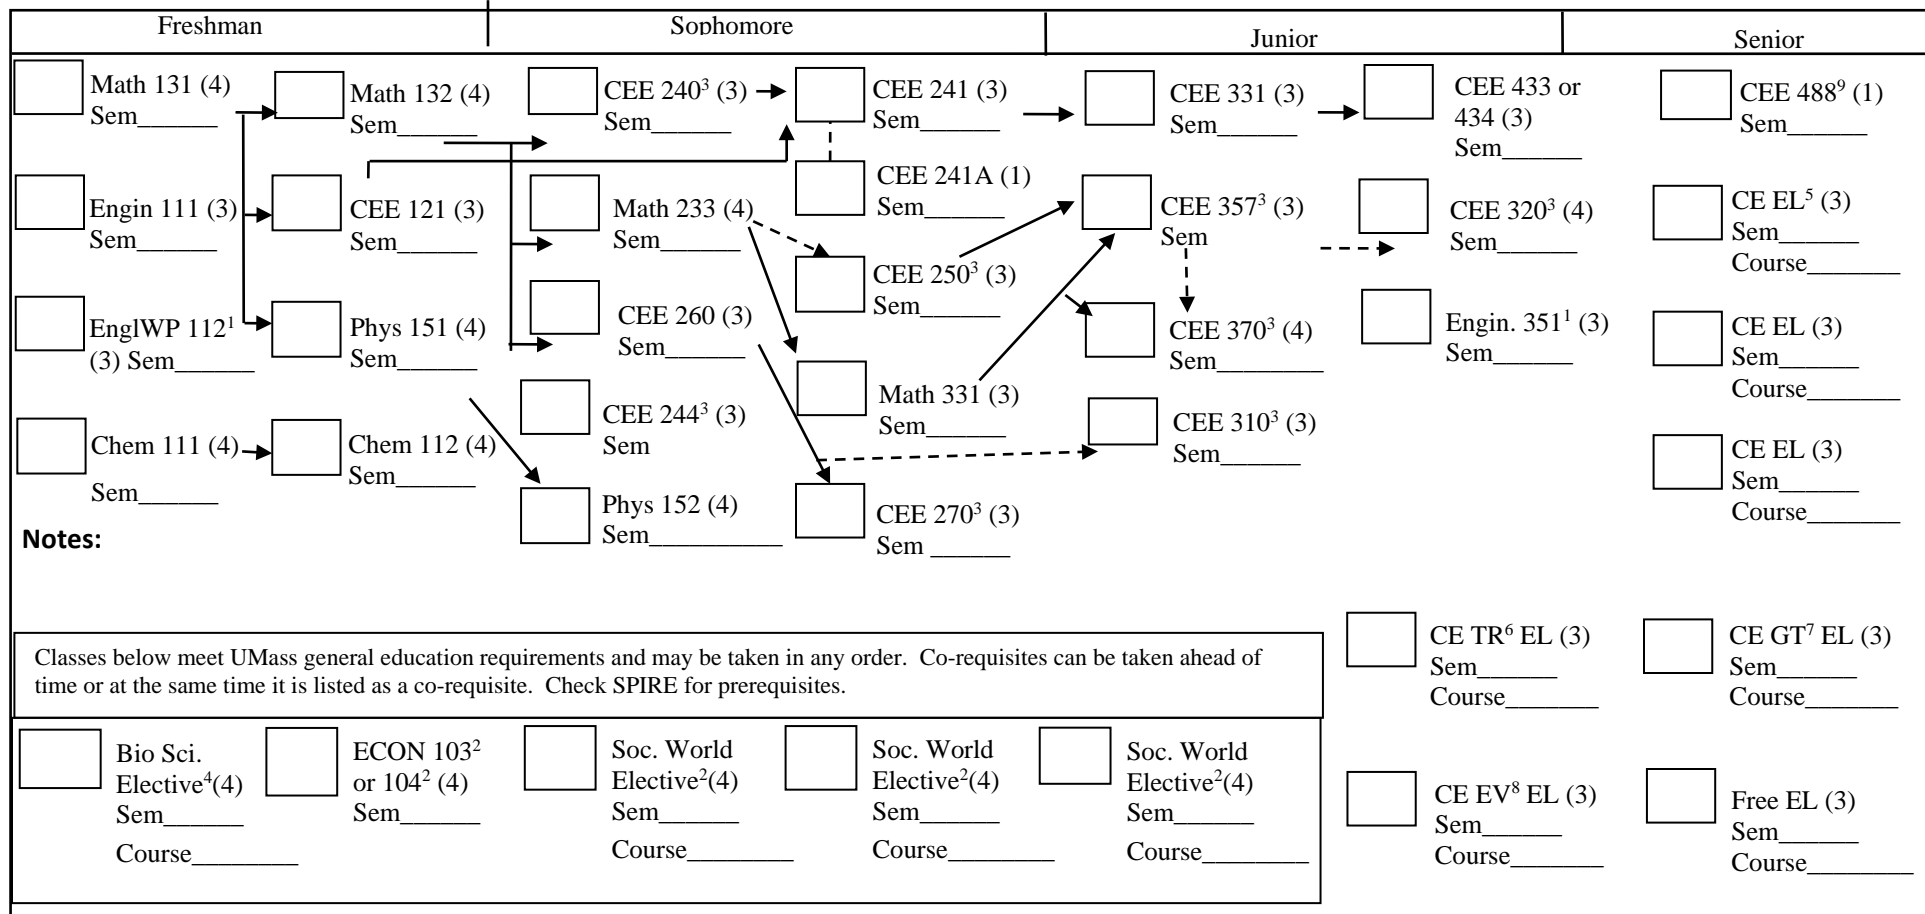 Freshman
Sophomore
Junior
Senior
Math 131 (4)
Sem______
Math 132 (4)
Sem______
CEE 240³ (3)
Sem______
CEE 241 (3)
Sem______
CEE 331 (3)
Sem______
CEE 433 or
434 (3)
Sem______
CEE 488⁹ (1)
Sem______
Engin 111 (3)
Sem______
CEE 121 (3)
Sem______
Math 233 (4)
Sem______
CEE 241A (1)
Sem______
CEE 357³ (3)
Sem
CEE 320³ (4)
Sem______
CE EL⁵ (3)
Sem______
Course_______
EnglWP 112¹
(3) Sem______
Phys 151 (4)
Sem______
CEE 260 (3)
Sem______
CEE 250³ (3)
Sem______
CEE 370³ (4)
Sem________
Engin. 351¹ (3)
Sem______
CE EL (3)
Sem______
Course_______
Chem 111 (4)
Sem______
Chem 112 (4)
Sem______
CEE 244³ (3)
Sem
Math 331 (3)
Sem______
CEE 310³ (3)
Sem______
CE EL (3)
Sem______
Course_______
Phys 152 (4)
Sem__________
CEE 270³ (3)
Sem ______
Notes:
Classes below meet UMass general education requirements and may be taken in any order. Co-requisites can be taken ahead of
time or at the same time it is listed as a co-requisite. Check SPIRE for prerequisites.
CE TR⁶ EL (3)
Sem______
Course_______
CE GT⁷ EL (3)
Sem______
Course_______
Bio Sci.
Elective⁴(4)
Sem______
Course________
ECON 103²
or 104² (4)
Sem______
Soc. World
Elective²(4)
Sem______
Course________
Soc. World
Elective²(4)
Sem______
Course________
Soc. World
Elective²(4)
Sem______
Course________
CE EV⁸ EL (3)
Sem______
Course_______
Free EL (3)
Sem______
Course_______